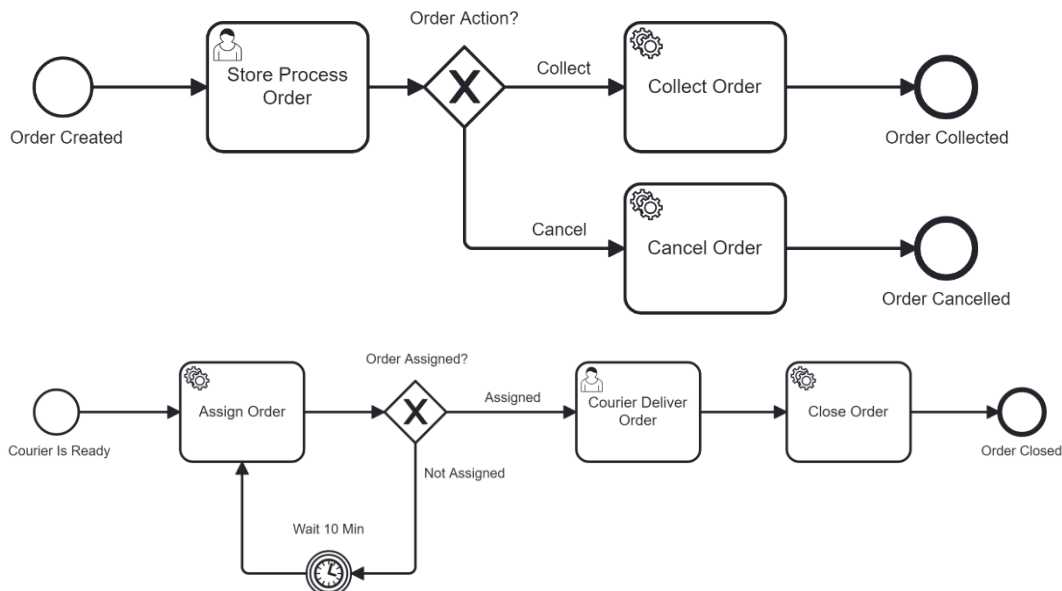 Order Action?
Store Process
Order
Collect
Collect Order
Order Created
Order Collected
Cancel
Cancel Order
Order Cancelled
Order Assigned?
Assign Order
Assigned
Courier Deliver
Order
Close Order
Courier Is Ready
Order Closed
Not Assigned
Wait 10 Min